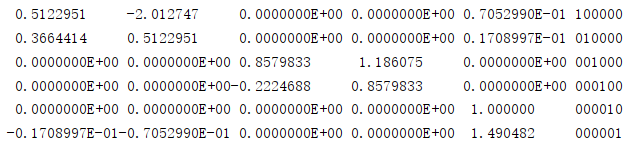 0.5122951 -2.012747 0.0000000E+00 0.0000000E+00 0.7052990E-01 100000
0.3664414 0.5122951 0.0000000E+00 0.0000000E+00 0.1708997E-01 010000
0.0000000E+00 0.0000000E+00 0.8579833 1.186075 0.0000000E+00 001000
0.0000000E+00 0.0000000E+00-0.2224688 0.8579833 0.0000000E+00 000100
0.0000000E+00 0.0000000E+00 0.0000000E+00 0.0000000E+00 1.000000 000010
-0.1708997E-01-0.7052990E-01 0.0000000E+00 0.0000000E+00 1.490482 000001